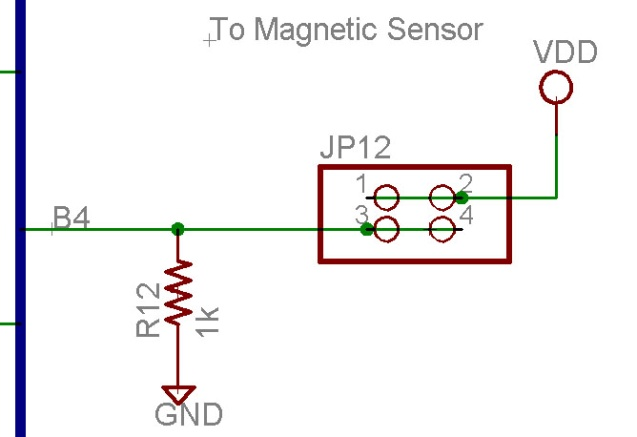 To Magnetic Sensor
VDD
JP12
1 2
3 4
B4
R12
1k
GND